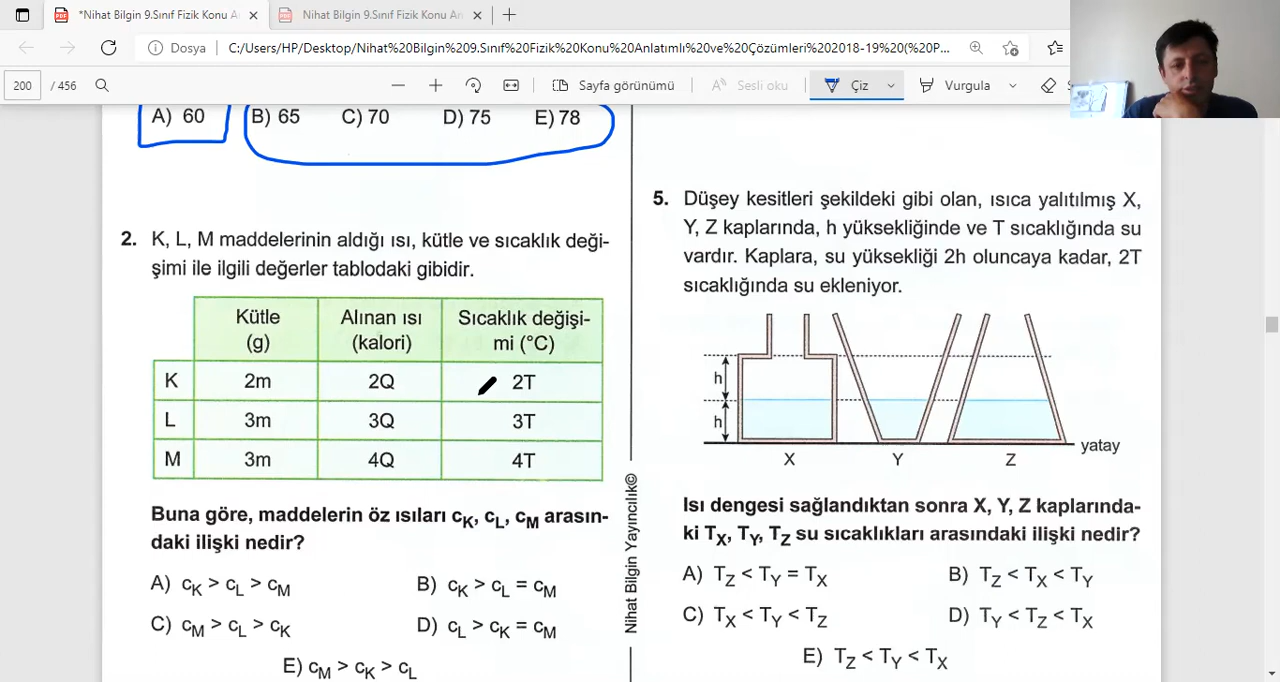 *Nihat Bilgin 9.Sınıf Fizik Konu A
Nihat Bilgin 9.Sınıf Fizik Konu An
Dosya
C:/Users/HP/Desktop/Nihat%20Bilgin%209.Sınıf%20Fizik%20Konu%20Anlatımlı%20ve%20Çözümleri%202018-19%20(%20P...
200 / 456
Sayfa görünümü
Sesli oku
Çiz
Vurgula
A) 60 B) 65 C) 70 D) 75 E) 78
2. K, L, M maddelerinin aldığı ısı, kütle ve sıcaklık deği-
şimi ile ilgili değerler tablodaki gibidir.
Kütle (g) Alınan ısı (kalori) Sıcaklık değişi-mi (°C)
K 2m 2Q 2T
L 3m 3Q 3T
M 3m 4Q 4T
Buna göre, maddelerin öz ısıları cK, cL, cM arasın-
daki ilişki nedir?
A) cK > cL > cM B) cK > cL = cM
C) cM > cL > cK D) cL > cK = cM
E) cM > cK > cL
Nihat Bilgin Yayıncılık©
5. Düşey kesitleri şekildeki gibi olan, ısıca yalıtılmış X,
Y, Z kaplarında, h yüksekliğinde ve T sıcaklığında su
vardır. Kaplara, su yüksekliği 2h oluncaya kadar, 2T
sıcaklığında su ekleniyor.
h
h
yatay
X Y Z
Isı dengesi sağlandıktan sonra X, Y, Z kaplarında-
ki TX, TY, TZ su sıcaklıkları arasındaki ilişki nedir?
A) TZ < TY = TX B) TZ < TX < TY
C) TX < TY < TZ D) TY < TZ < TX
E) TZ < TY < TX